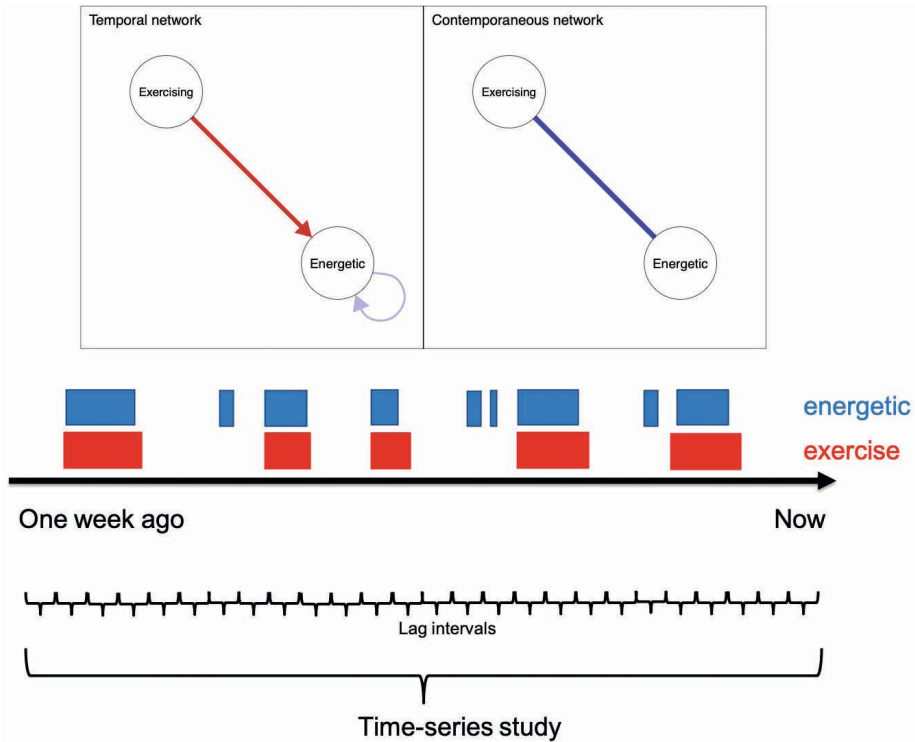 Temporal network
Contemporaneous network
Exercising
Exercising
Energetic
Energetic
energetic
exercise
One week ago
Now
Lag intervals
Time-series study